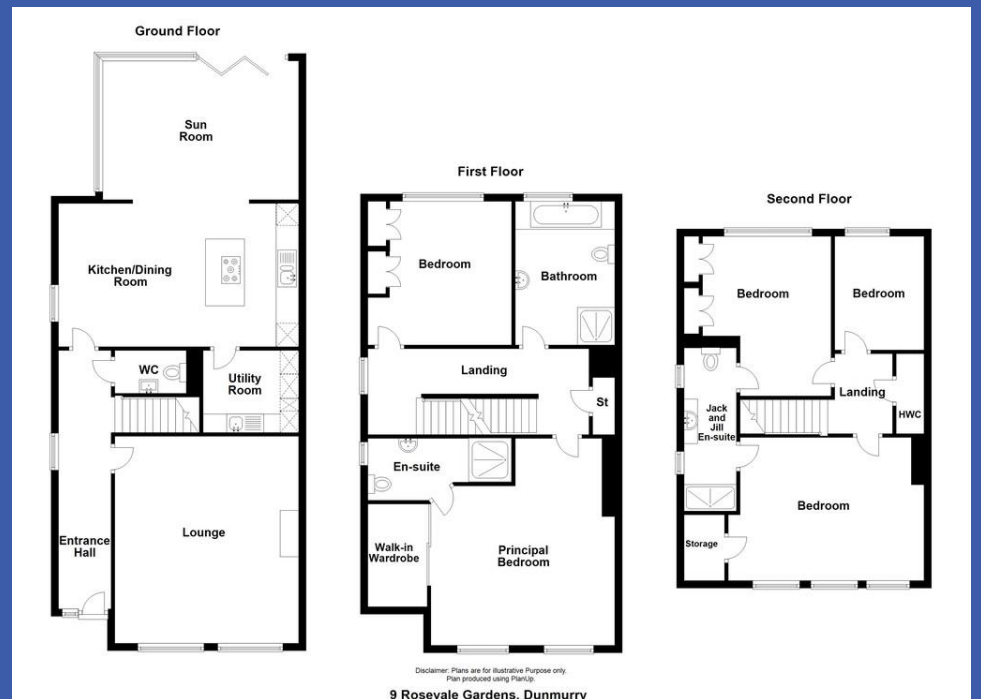 Ground Floor
Sun
Room
Kitchen/Dining
Room
WC
Utility
Room
Lounge
Entrance
Hall
First Floor
Bedroom
Bathroom
Landing
St
En-suite
Walk-in
Wardrobe
Principal
Bedroom
Second Floor
Bedroom
Bedroom
Landing
HWC
Jack
and
Jill
En-suite
Bedroom
Storage
Disclaimer: Plans are for illustrative Purpose only.
Plan produced using PlanUp.
9 Rosevale Gardens, Dunmurry